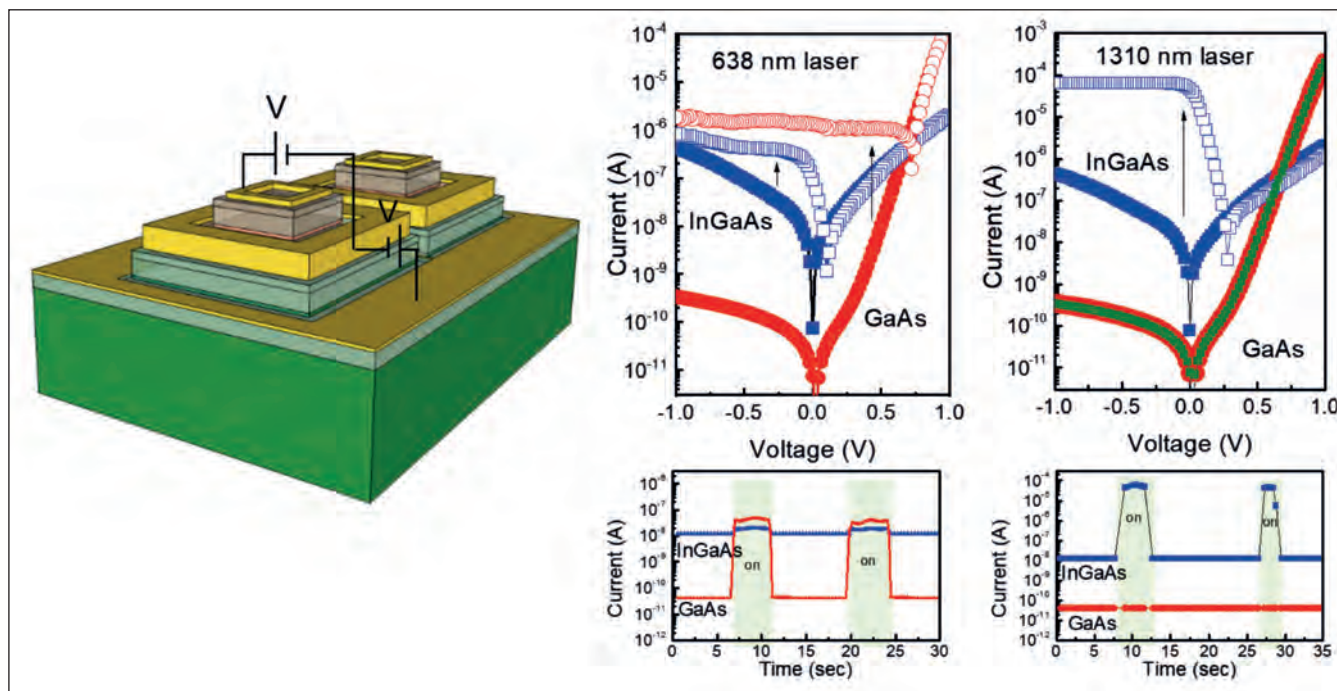 V
V
638 nm laser
10⁻⁴
10⁻⁵
10⁻⁶
10⁻⁷
10⁻⁸
10⁻⁹
10⁻¹⁰
10⁻¹¹
Current (A)
InGaAs
GaAs
-1.0 -0.5 0.0 0.5 1.0
Voltage (V)
1310 nm laser
10⁻³
10⁻⁴
10⁻⁵
10⁻⁶
10⁻⁷
10⁻⁸
10⁻⁹
10⁻¹⁰
10⁻¹¹
Current (A)
InGaAs
GaAs
-1.0 -0.5 0.0 0.5 1.0
Voltage (V)
10⁻⁷
10⁻⁸
10⁻⁹
10⁻¹⁰
10⁻¹¹
10⁻¹²
Current (A)
InGaAs
on
on
GaAs
0 5 10 15 20 25 30
Time (sec)
10⁻⁴
10⁻⁵
10⁻⁶
10⁻⁷
10⁻⁸
10⁻⁹
10⁻¹⁰
10⁻¹¹
10⁻¹²
Current (A)
on
on
InGaAs
GaAs
0 5 10 15 20 25 30 35
Time (sec)